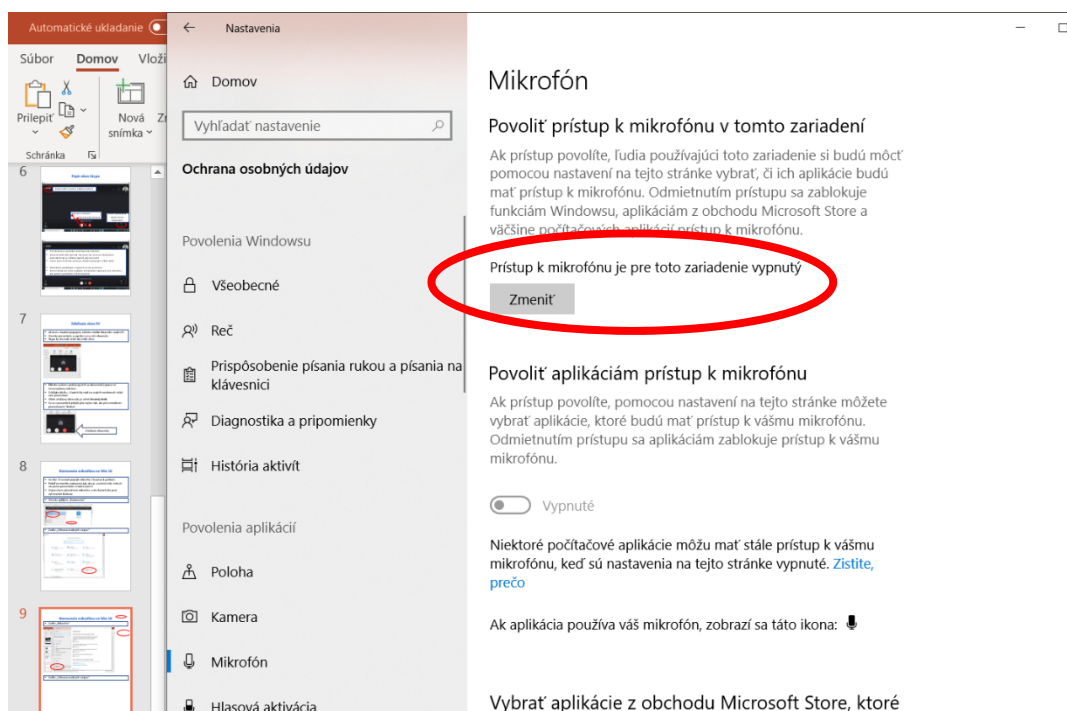 Automatické ukladanie
Súbor Domov Vloži
Prilepiť
Nová
snímka
Schránka
6
7
8
9
Nastavenia
Domov
Vyhľadať nastavenie
Ochrana osobných údajov
Povolenia Windowsu
Všeobecné
Reč
Prispôsobenie písania rukou a písania na
klávesnici
Diagnostika a pripomienky
História aktivít
Povolenia aplikácií
Poloha
Kamera
Mikrofón
Hlasová aktivácia
Mikrofón
Povoliť prístup k mikrofónu v tomto zariadení
Ak prístup povolíte, ľudia používajúci toto zariadenie si budú môcť
pomocou nastavení na tejto stránke vybrať, či ich aplikácie budú
mať prístup k mikrofónu. Odmietnutím prístupu sa zablokuje
funkciám Windowsu, aplikáciám z obchodu Microsoft Store a
väčšine počítačových aplikácií prístup k mikrofónu.
Prístup k mikrofónu je pre toto zariadenie vypnutý
Zmeniť
Povoliť aplikáciám prístup k mikrofónu
Ak prístup povolíte, pomocou nastavení na tejto stránke môžete
vybrať aplikácie, ktoré budú mať prístup k vášmu mikrofónu.
Odmietnutím prístupu sa aplikáciám zablokuje prístup k vášmu
mikrofónu.
Vypnuté
Niektoré počítačové aplikácie môžu mať stále prístup k vášmu
mikrofónu, keď sú nastavenia na tejto stránke vypnuté. Zistite,
prečo
Ak aplikácia používa váš mikrofón, zobrazí sa táto ikona:
Vybrať aplikácie z obchodu Microsoft Store, ktoré